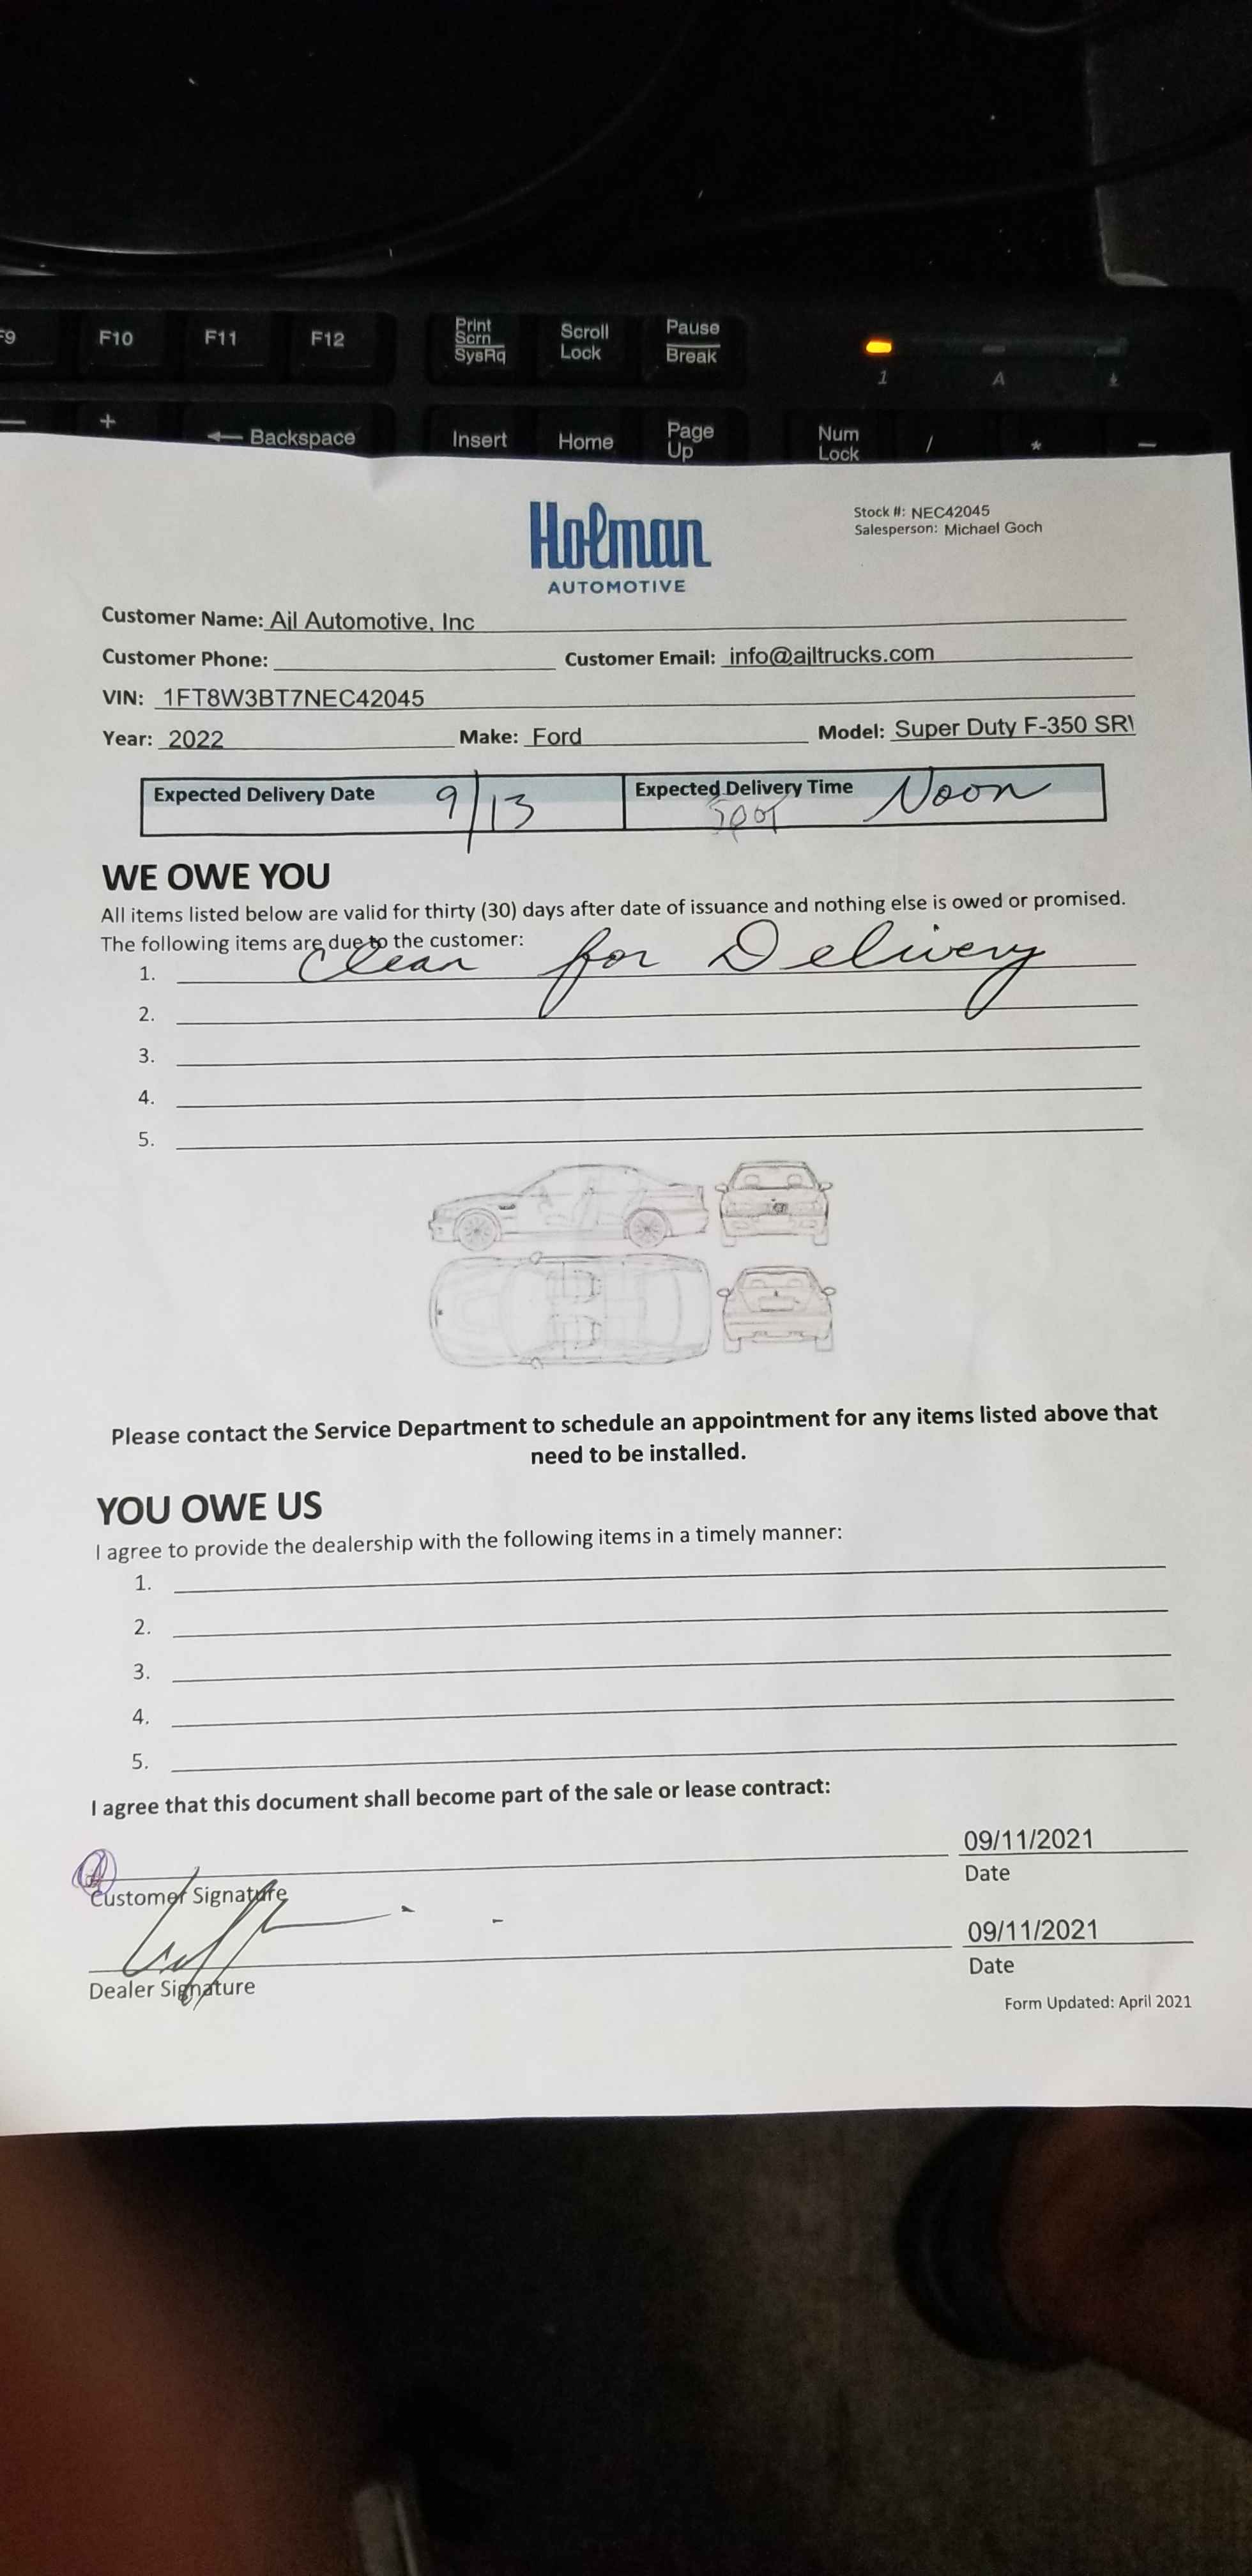 F9 F10 F11 F12 Print Scrn SysRq Scroll Lock Pause Break
1 A
+ Backspace Insert Home Page Up Num Lock / * -
Holman
AUTOMOTIVE
Stock #: NEC42045
Salesperson: Michael Goch
Customer Name: Ajl Automotive, Inc
Customer Phone: Customer Email: info@ajltrucks.com
VIN: 1FT8W3BT7NEC42045
Year: 2022 Make: Ford Model: Super Duty F-350 SR
Expected Delivery Date 9/13 Expected Delivery Time Noon
Spot
WE OWE YOU
All items listed below are valid for thirty (30) days after date of issuance and nothing else is owed or promised.
The following items are due to the customer:
1. Clean for Delivery
2.
3.
4.
5.
Please contact the Service Department to schedule an appointment for any items listed above that
need to be installed.
YOU OWE US
I agree to provide the dealership with the following items in a timely manner:
1.
2.
3.
4.
5.
I agree that this document shall become part of the sale or lease contract:
09/11/2021
Customer Signature Date
09/11/2021
Dealer Signature Date
Form Updated: April 2021